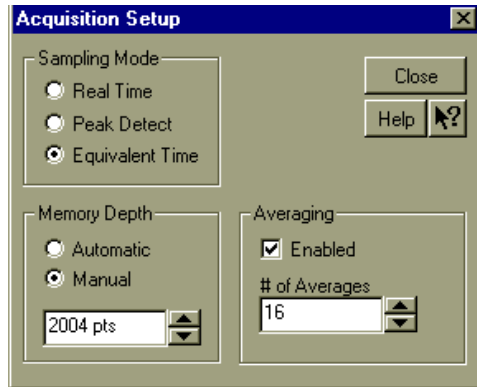 Acquisition Setup
Sampling Mode
Real Time
Peak Detect
Equivalent Time
Close
Help
?
Memory Depth
Automatic
Manual
2004 pts
Averaging
Enabled
# of Averages
16